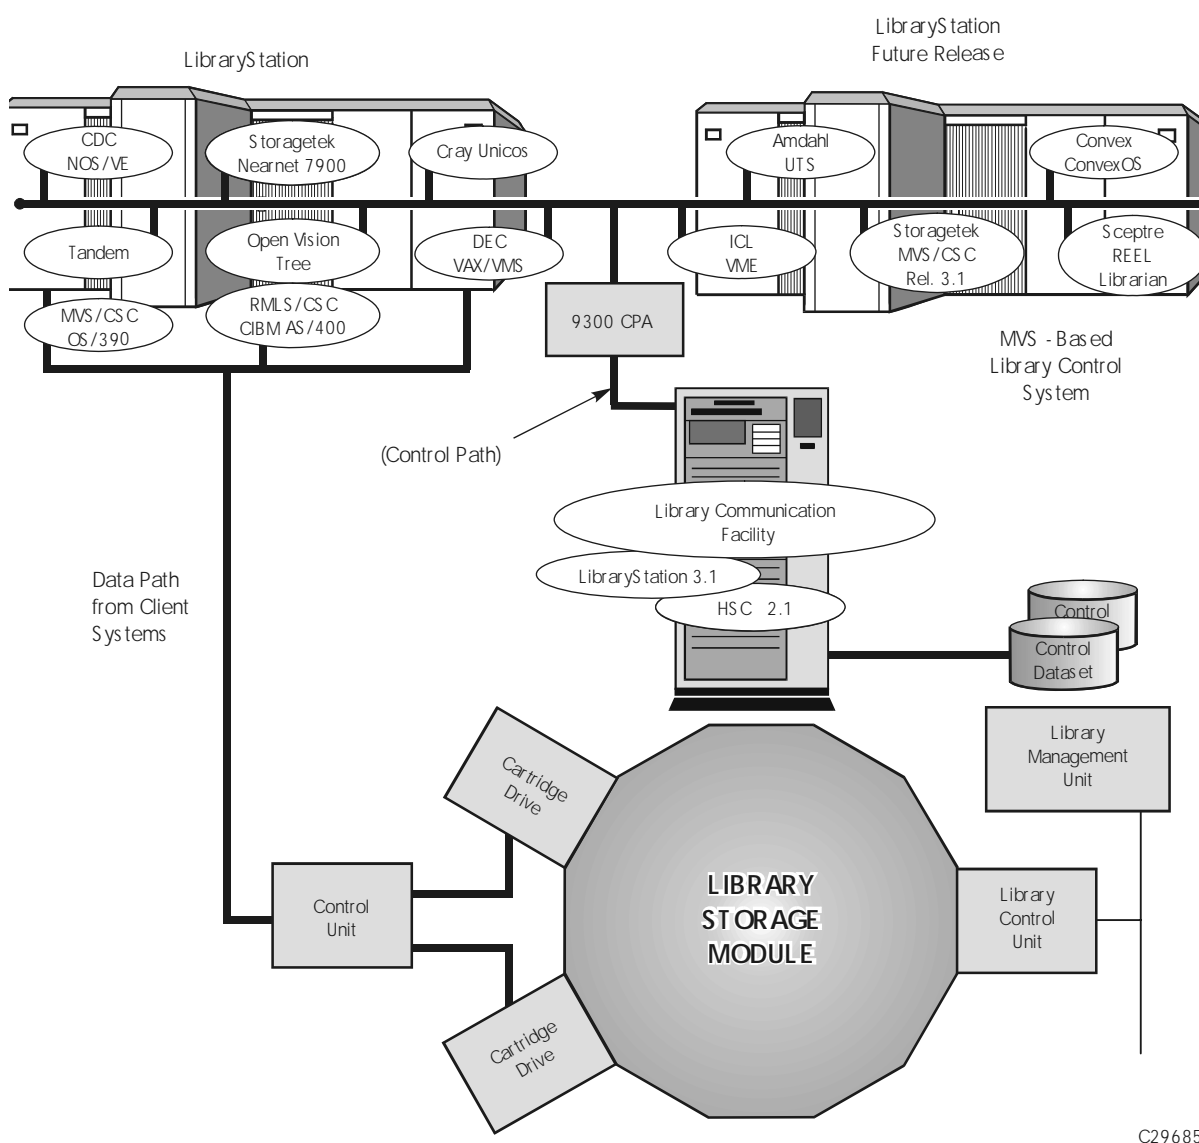 LibraryStation
LibraryStation
Future Release
CDC
NOS/VE
Storagetek
Nearnet 7900
Cray Unicos
Amdahl
UTS
Convex
ConvexOS
Tandem
Open Vision
Tree
DEC
VAX/VMS
ICL
VME
Storagetek
MVS/CSC
Rel. 3.1
Sceptre
REEL
Librarian
MVS/CSC
OS/390
RMLS/CSC
CIBM AS/400
9300 CPA
MVS - Based
Library Control
System
(Control Path)
Library Communication
Facility
LibraryStation 3.1
HSC 2.1
Data Path
from Client
Systems
Control
Control
Dataset
Library
Management
Unit
Cartridge
Drive
Control
Unit
LIBRARY
STORAGE
MODULE
Library
Control
Unit
Cartridge
Drive
C29685